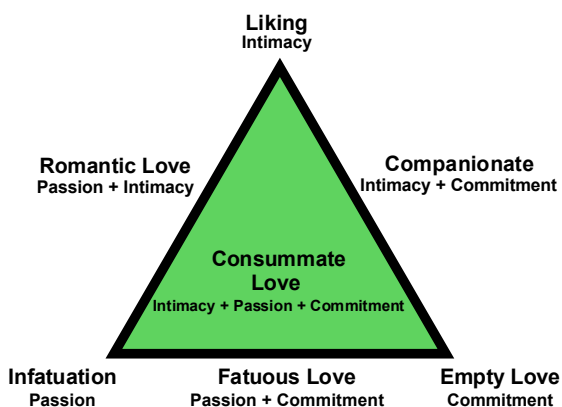 Liking
Intimacy
Romantic Love
Passion + Intimacy
Companionate
Intimacy + Commitment
Consummate
Love
Intimacy + Passion + Commitment
Infatuation
Passion
Fatuous Love
Passion + Commitment
Empty Love
Commitment